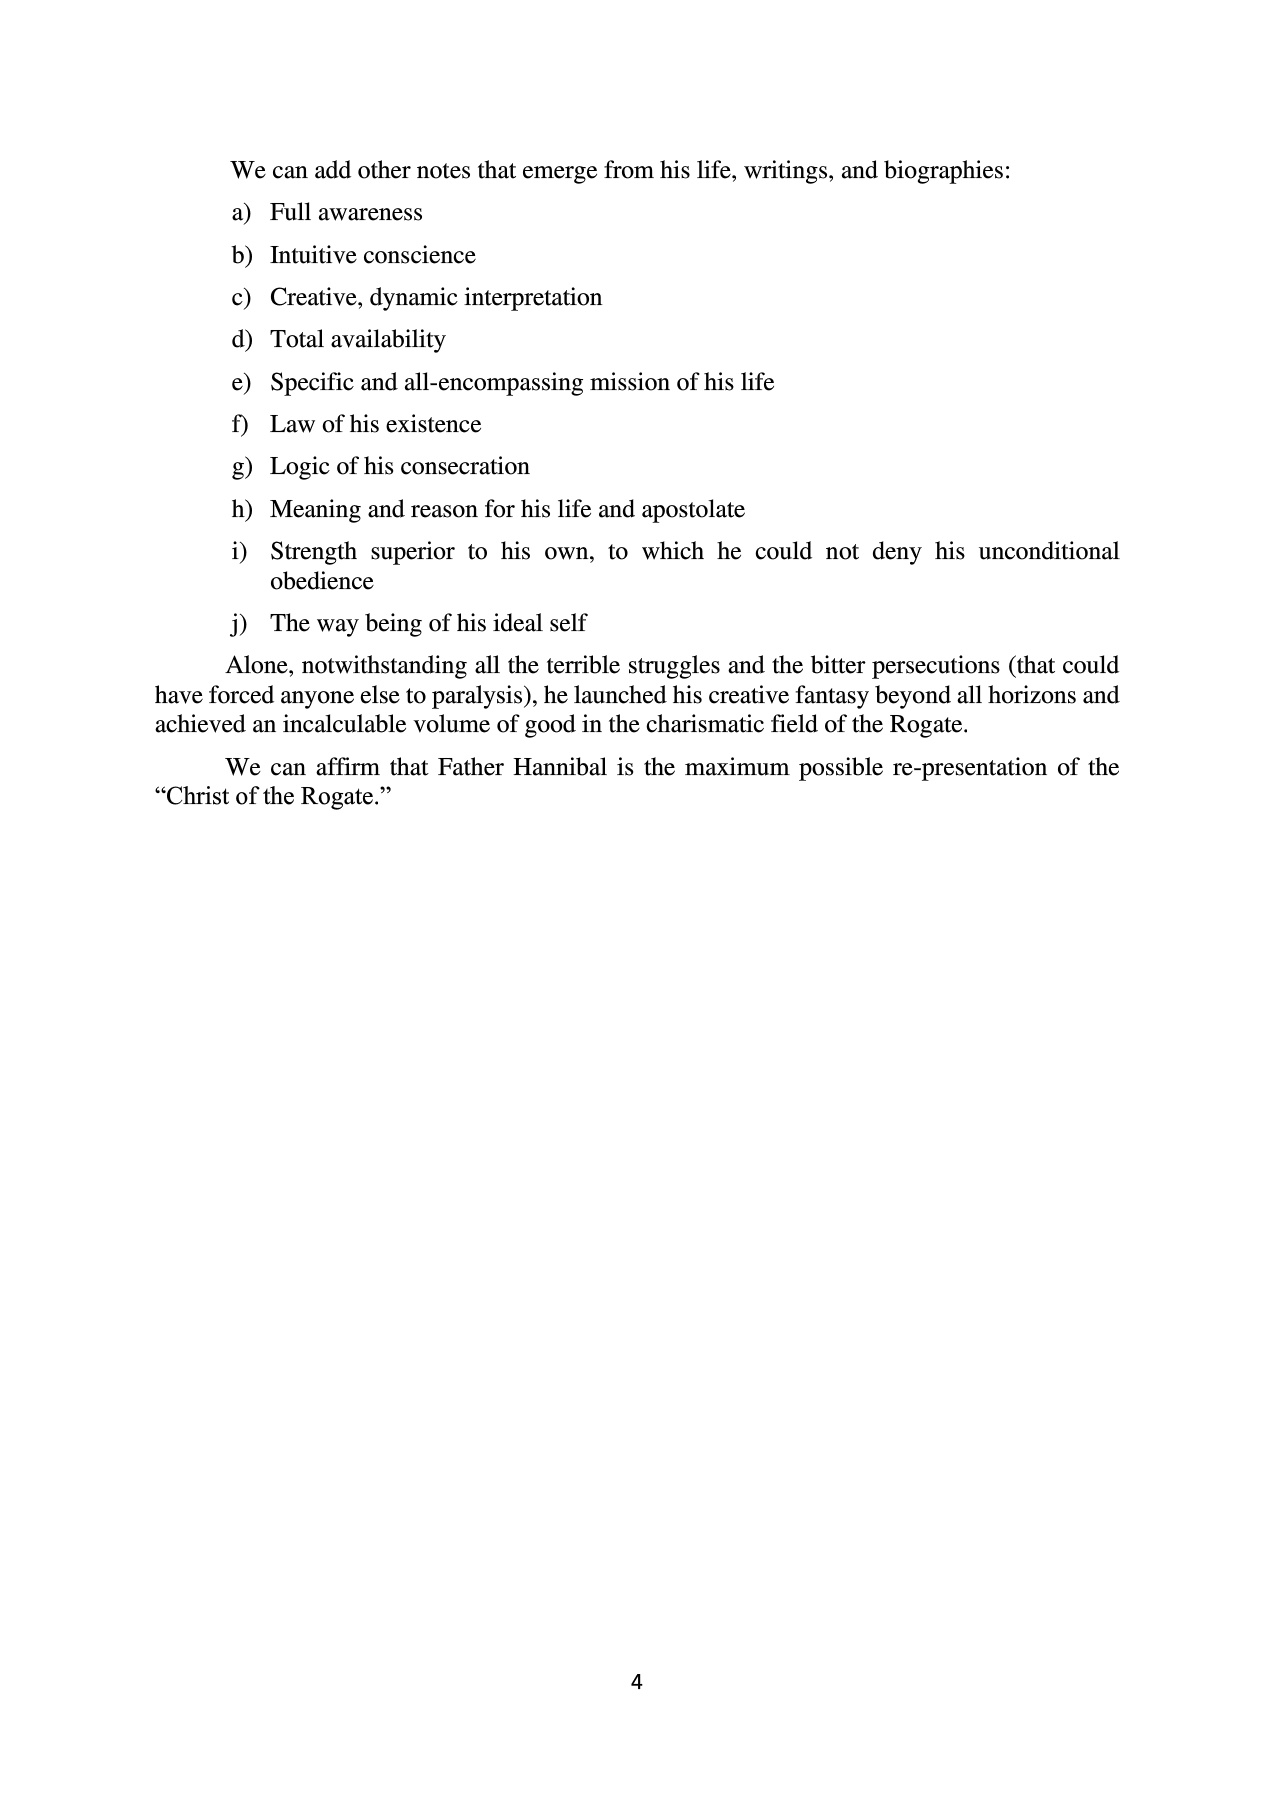 We can add other notes that emerge from his life, writings, and biographies:
a) Full awareness
b) Intuitive conscience
c) Creative, dynamic interpretation
d) Total availability
e) Specific and all-encompassing mission of his life
f) Law of his existence
g) Logic of his consecration
h) Meaning and reason for his life and apostolate
i) Strength superior to his own, to which he could not deny his unconditional
obedience
j) The way being of his ideal self
Alone, notwithstanding all the terrible struggles and the bitter persecutions (that could
have forced anyone else to paralysis), he launched his creative fantasy beyond all horizons and
achieved an incalculable volume of good in the charismatic field of the Rogate.
We can affirm that Father Hannibal is the maximum possible re-presentation of the
“Christ of the Rogate.”
4